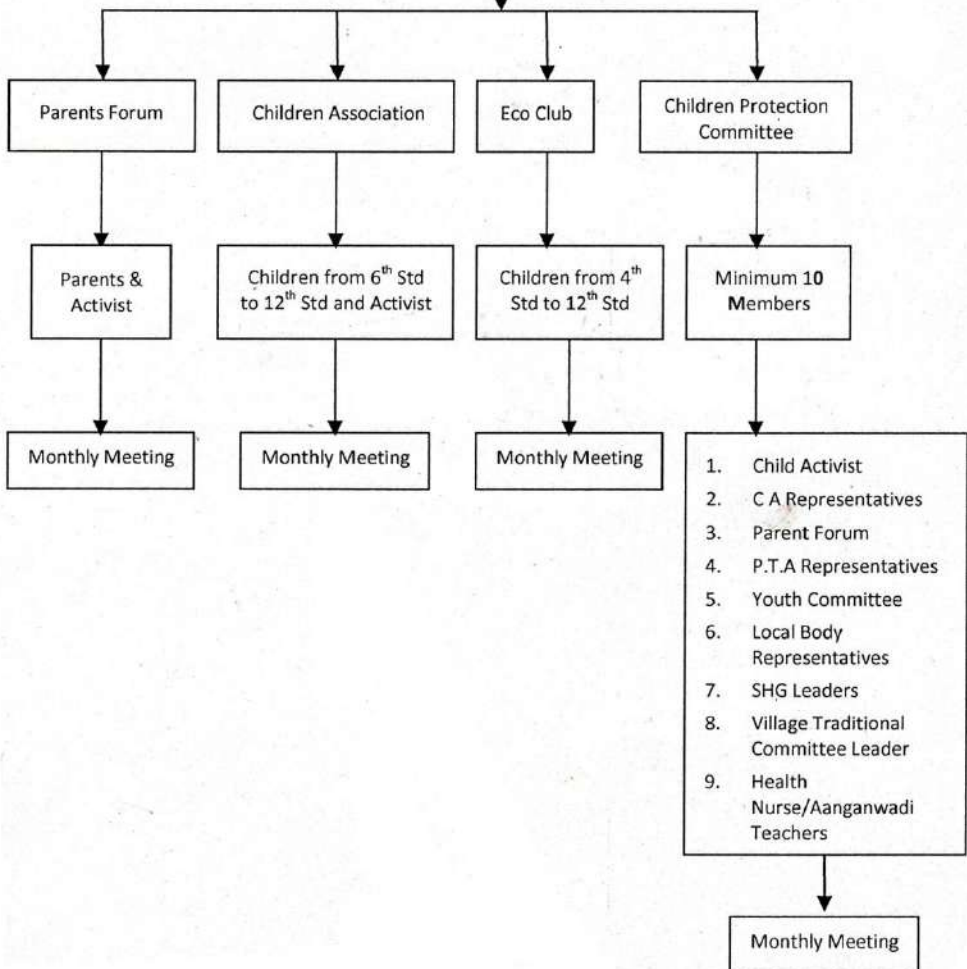 Parents Forum
Children Association
Eco Club
Children Protection
Committee
Parents &
Activist
Children from 6th Std
to 12th Std and Activist
Children from 4th
Std to 12th Std
Minimum 10
Members
Monthly Meeting
Monthly Meeting
Monthly Meeting
1. Child Activist
2. C A Representatives
3. Parent Forum
4. P.T.A Representatives
5. Youth Committee
6. Local Body
Representatives
7. SHG Leaders
8. Village Traditional
Committee Leader
9. Health
Nurse/Aanganwadi
Teachers
Monthly Meeting